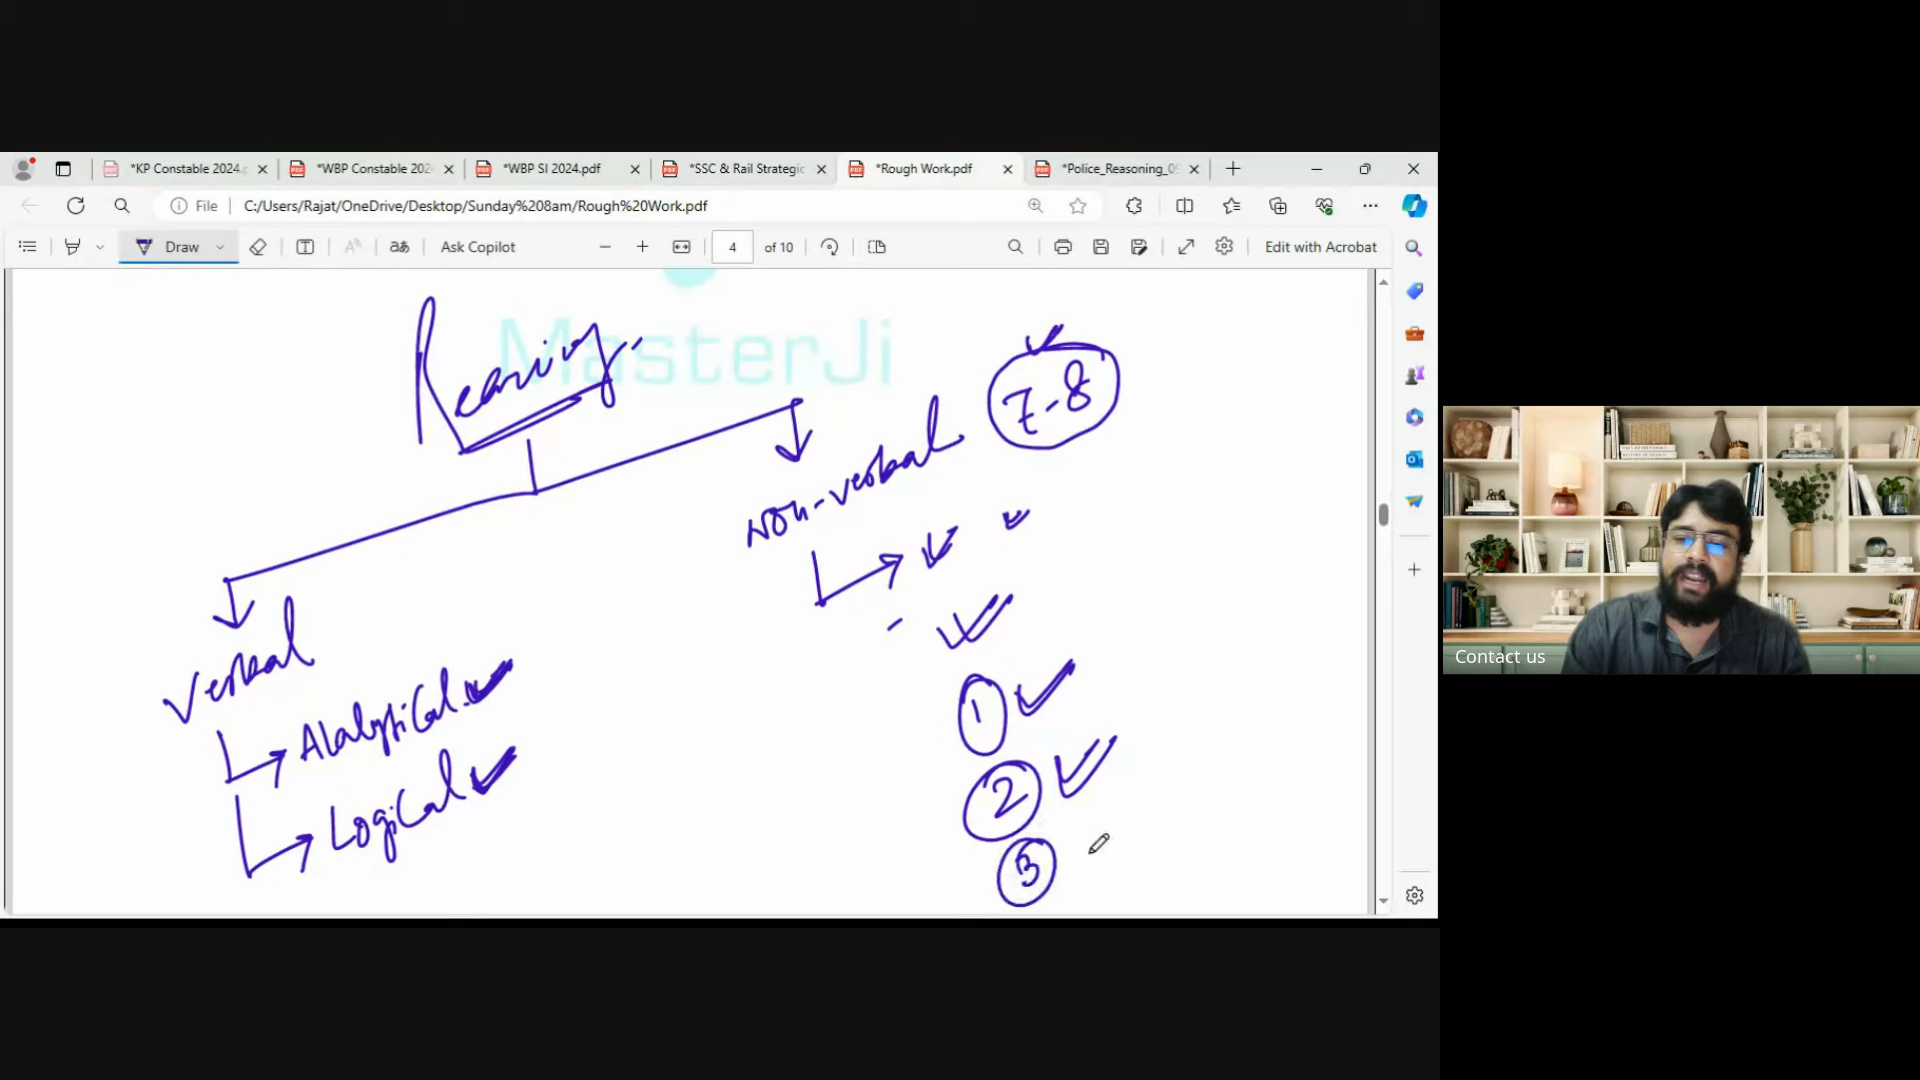 *KP Constable 2024.p
*WBP Constable 202
*WBP SI 2024.pdf
*SSC & Rail Strategic
*Rough Work.pdf
*Police_Reasoning_09
File C:/Users/Rajat/OneDrive/Desktop/Sunday%208am/Rough%20Work.pdf
Draw
Ask Copilot
4 of 10
Edit with Acrobat
MasterJi
Reasoning
7-8
Non-verbal
Verbal
Alalytical
Logical
1
2
3
Contact us